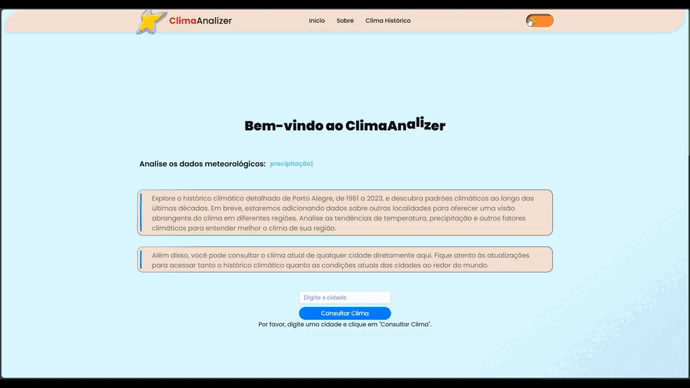 ClimaAnalizer
Início
Sobre
Clima Histórico
Bem-vindo ao ClimaAnalizer
Analise os dados meteorológicos: precipitação|
Explore o histórico climático detalhado de Porto Alegre, de 1961 a 2023, e descubra padrões climáticos ao longo das
últimas décadas. Em breve, estaremos adicionando dados sobre outras localidades para oferecer uma visão
abrangente do clima em diferentes regiões. Analise as tendências de temperatura, precipitação e outros fatores
climáticos para entender melhor o clima de sua região.
Além disso, você pode consultar o clima atual de qualquer cidade diretamente aqui. Fique atento às atualizações
para acessar tanto o histórico climático quanto as condições atuais das cidades ao redor do mundo.
Digite a cidade
Consultar Clima
Por favor, digite uma cidade e clique em "Consultar Clima".